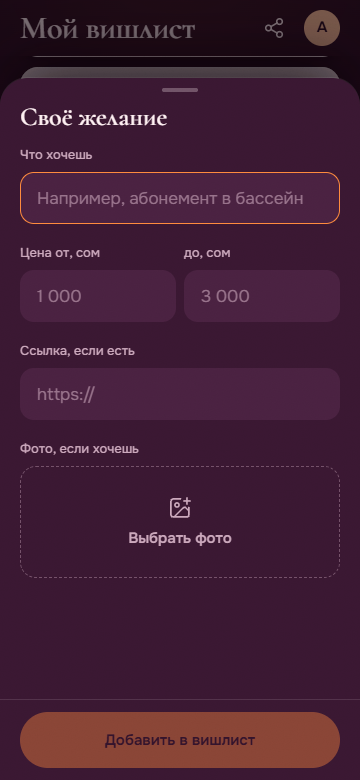 Мой вишлист
А
Своё желание
Что хочешь
Например, абонемент в бассейн
Цена от, сом
до, сом
1 000
3 000
Ссылка, если есть
https://
Фото, если хочешь
Выбрать фото
Добавить в вишлист